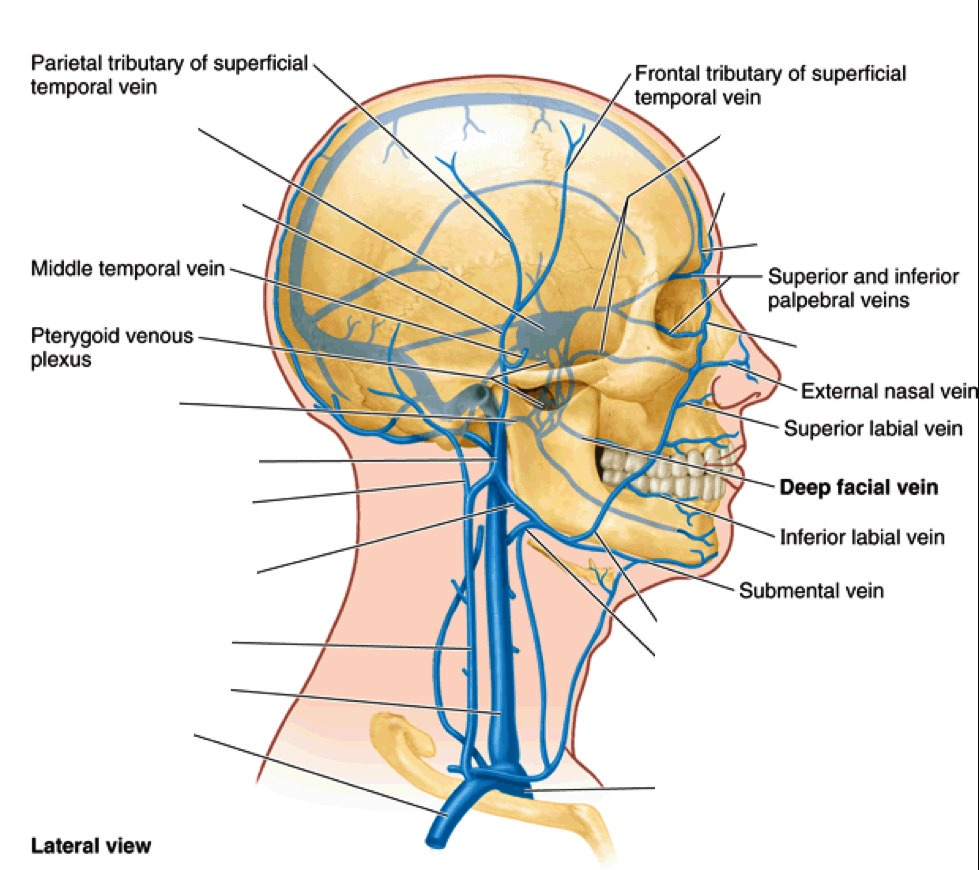 Parietal tributary of superficial
temporal vein
Frontal tributary of superficial
temporal vein
Middle temporal vein
Superior and inferior
palpebral veins
Pterygoid venous
plexus
External nasal vein
Superior labial vein
Deep facial vein
Inferior labial vein
Submental vein
Lateral view